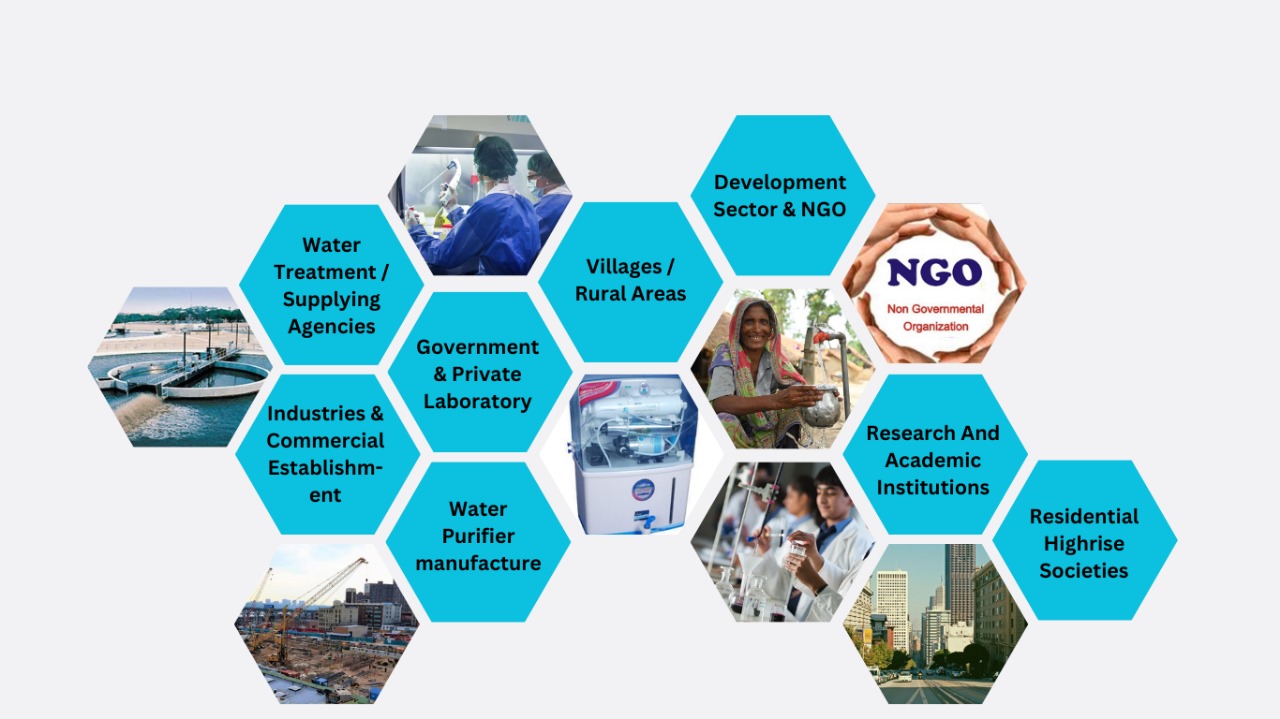 Development
Sector & NGO
Water
Treatment /
Supplying
Agencies
Villages /
Rural Areas
NGO
Non Governmental
Organization
Government
& Private
Laboratory
Industries &
Commercial
Establishm-
ent
Research And
Academic
Institutions
Water
Purifier
manufacture
Residential
Highrise
Societies